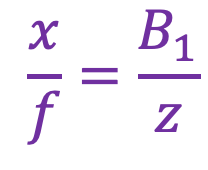 x/f = B₁/z